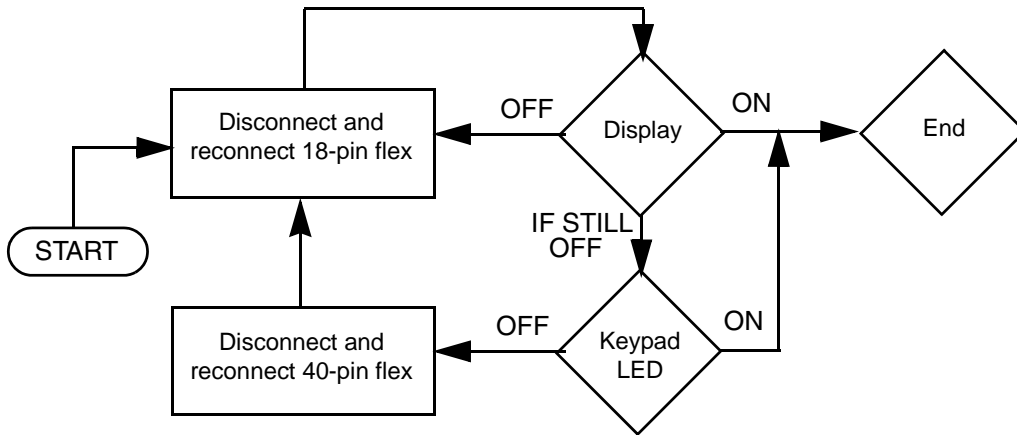 OFF
ON
Disconnect and
reconnect 18-pin flex
Display
End
START
IF STILL
OFF
OFF
ON
Disconnect and
reconnect 40-pin flex
Keypad
LED